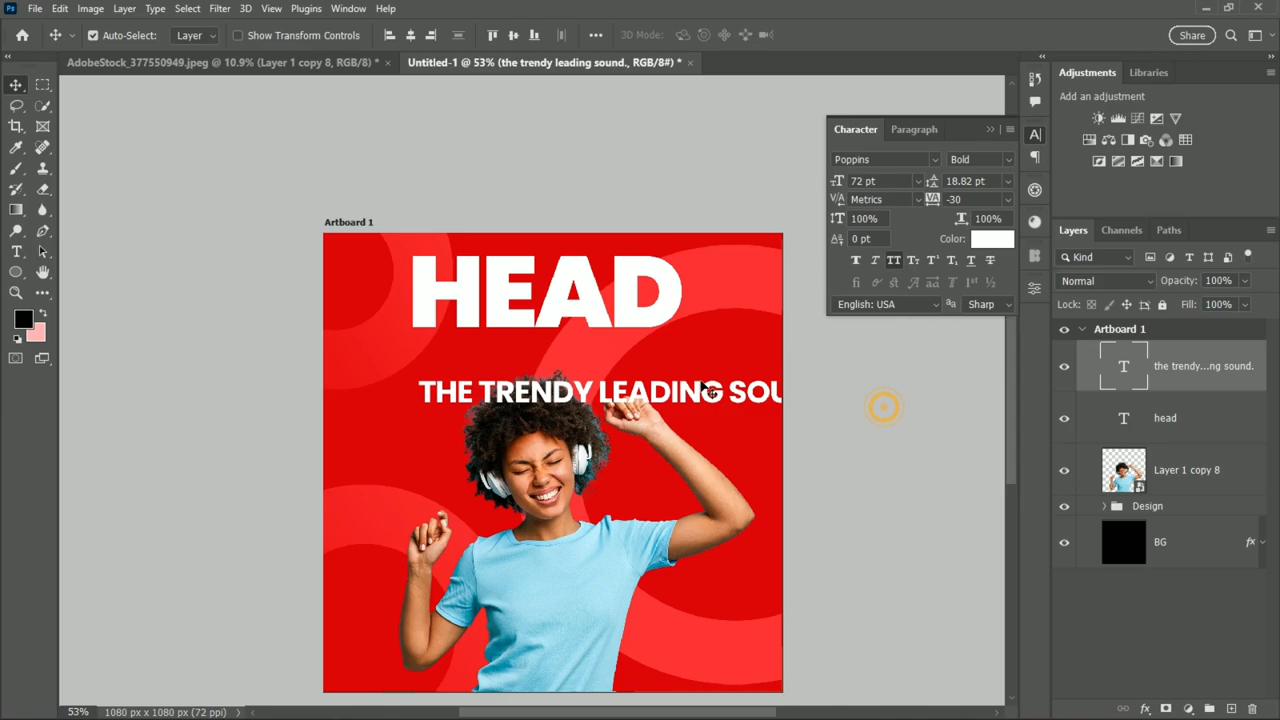 Ps File Edit Image Layer Type Select Filter 3D View Plugins Window Help
Auto-Select: Layer Show Transform Controls 3D Mode: Share
AdobeStock_377550949.jpeg @ 10.9% (Layer 1 copy 8, RGB/8) * × Untitled-1 @ 53% (the trendy leading sound., RGB/8#) * ×
Adjustments Libraries
Add an adjustment
Character Paragraph
Poppins Bold
72 pt 18.82 pt
Metrics -30
100% 100%
0 pt Color:
English: USA Sharp
Artboard 1
HEAD
THE TRENDY LEADING SOU
Layers Channels Paths
Kind
Normal Opacity: 100%
Lock: Fill: 100%
Artboard 1
the trendy...ng sound.
head
Layer 1 copy 8
Design
BG fx
53% 1080 px x 1080 px (72 ppi)